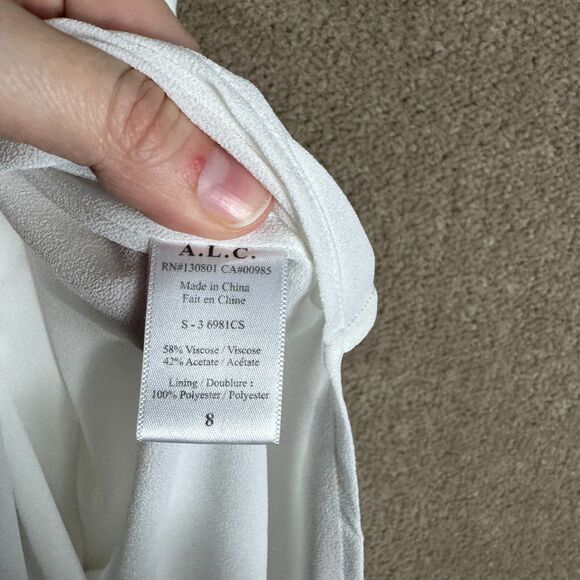 A.L.C.
RN#130801 CA#00985
Made in China
Fait en Chine
S - 3 6981CS
58% Viscose / Viscose
42% Acetate / Acétate
Lining / Doublure :
100% Polyester / Polyester
8